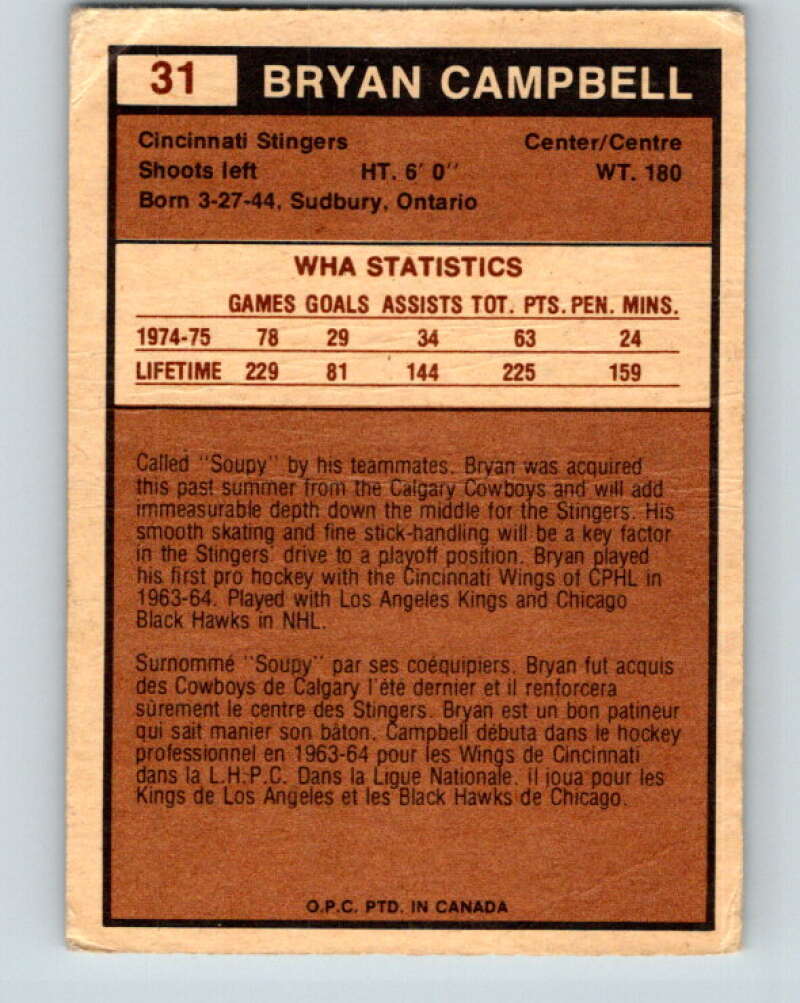 31 BRYAN CAMPBELL
Cincinnati Stingers Center/Centre
Shoots left HT. 6' 0'' WT. 180
Born 3-27-44, Sudbury, Ontario
WHA STATISTICS
GAMES GOALS ASSISTS TOT. PTS. PEN. MINS.
1974-75 78 29 34 63 24
LIFETIME 229 81 144 225 159
Called "Soupy" by his teammates, Bryan was acquired
this past summer from the Calgary Cowboys and will add
immeasurable depth down the middle for the Stingers. His
smooth skating and fine stick-handling will be a key factor
in the Stingers' drive to a playoff position. Bryan played
his first pro hockey with the Cincinnati Wings of CPHL in
1963-64. Played with Los Angeles Kings and Chicago
Black Hawks in NHL.
Surnommé "Soupy" par ses coéquipiers, Bryan fut acquis
des Cowboys de Calgary l'été dernier et il renforcera
sûrement le centre des Stingers. Bryan est un bon patineur
qui sait manier son bâton. Campbell débuta dans le hockey
professionnel en 1963-64 pour les Wings de Cincinnati
dans la L.H.P.C. Dans la Ligue Nationale, il joua pour les
Kings de Los Angeles et les Black Hawks de Chicago.
O.P.C. PTD. IN CANADA